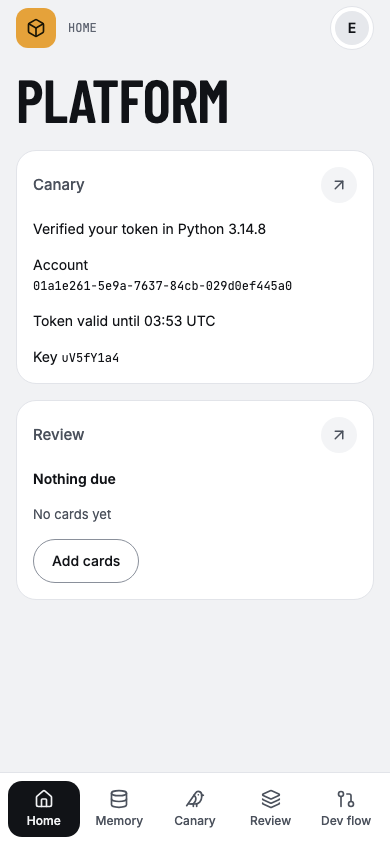 HOME
E
PLATFORM
Canary
Verified your token in Python 3.14.8
Account
01a1e261-5e9a-7637-84cb-029d0ef445a0
Token valid until 03:53 UTC
Key uV5fY1a4
Review
Nothing due
No cards yet
Add cards
Home
Memory
Canary
Review
Dev flow